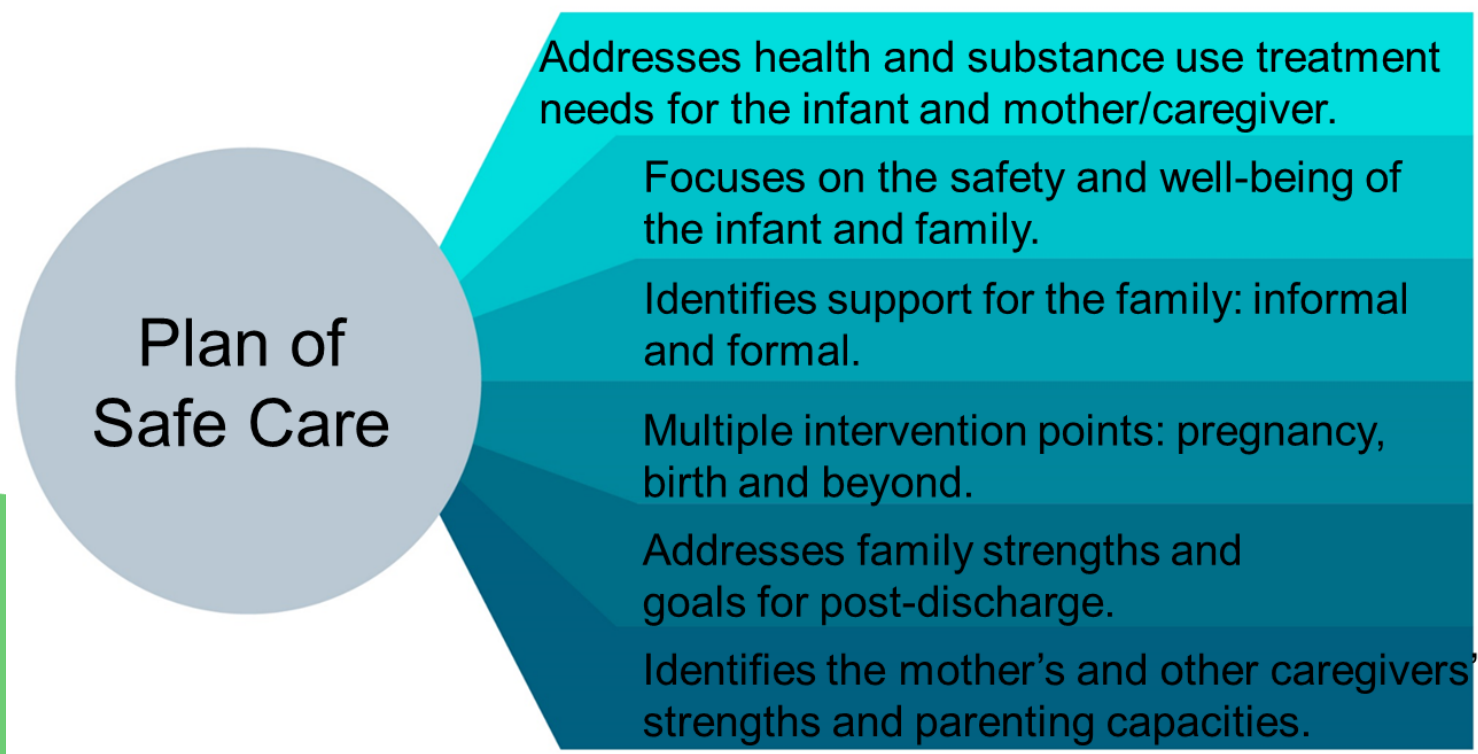 Addresses health and substance use treatment
needs for the infant and mother/caregiver.
Focuses on the safety and well-being of
the infant and family.
Identifies support for the family: informal
and formal.
Plan of
Safe Care
Multiple intervention points: pregnancy,
birth and beyond.
Addresses family strengths and
goals for post-discharge.
Identifies the mother’s and other caregivers’
strengths and parenting capacities.